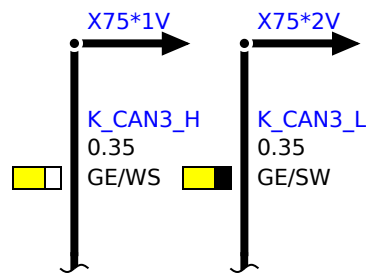 X75*1V
X75*2V
K_CAN3_H
0.35
GE/WS
K_CAN3_L
0.35
GE/SW